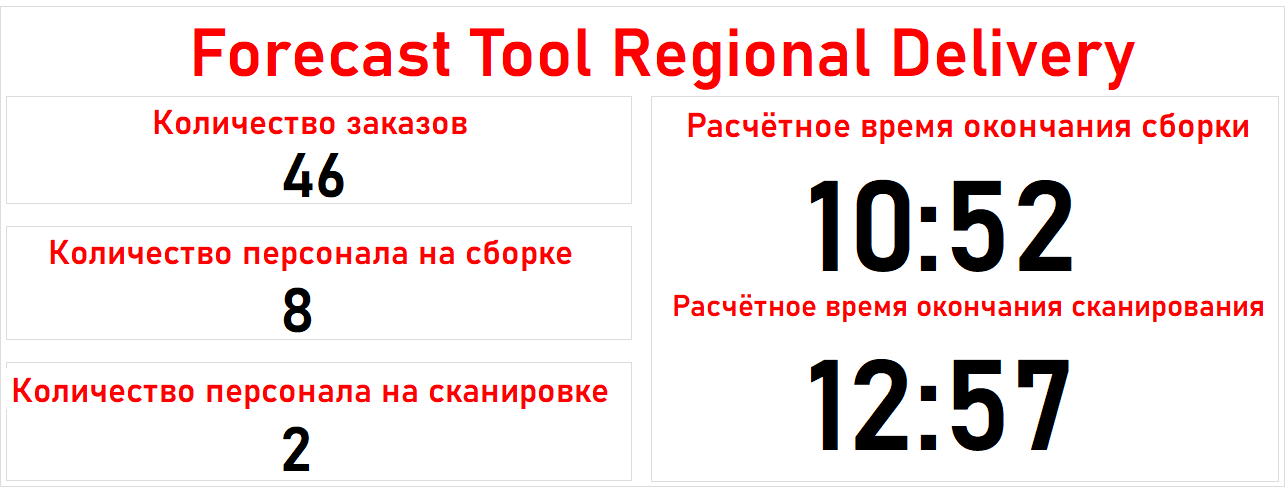 Forecast Tool Regional Delivery
Количество заказов
46
Количество персонала на сборке
8
Количество персонала на сканировке
2
Расчётное время окончания сборки
10:52
Расчётное время окончания сканирования
12:57